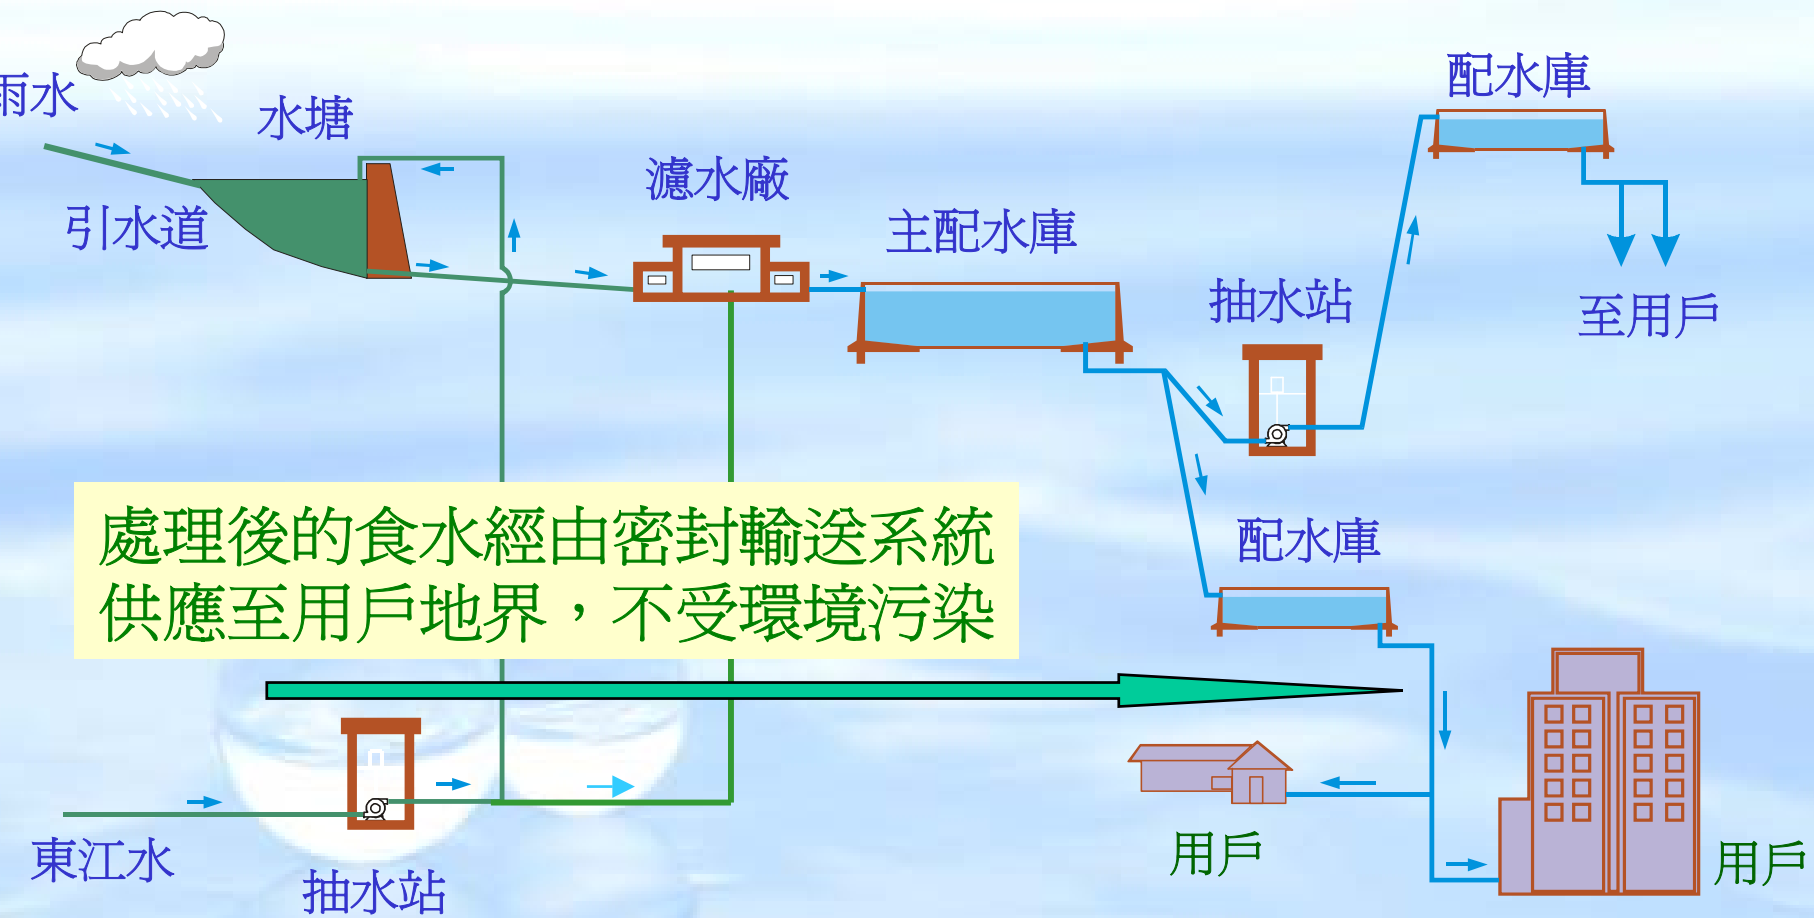 雨水
水塘
引水道
濾水廠
主配水庫
抽水站
配水庫
至用戶
處理後的食水經由密封輸送系統
供應至用戶地界，不受環境污染
配水庫
東江水
抽水站
用戶
用戶